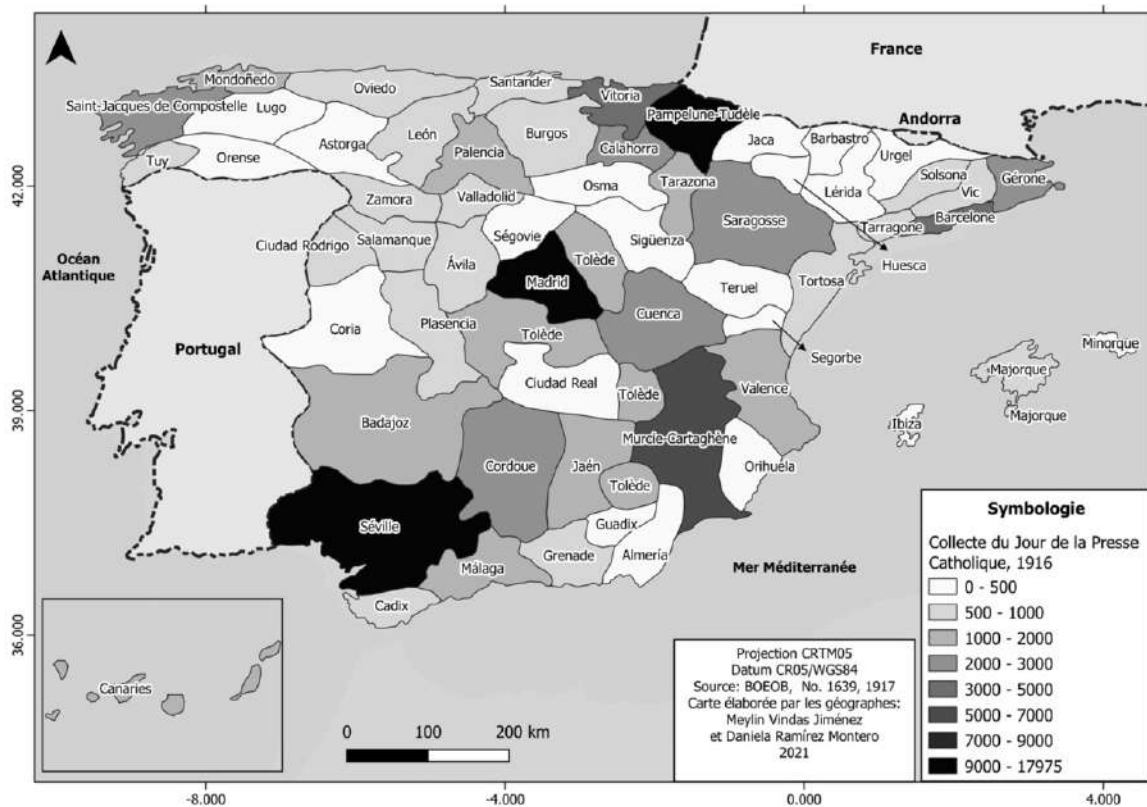 France
Mondoñedo
Oviedo
Santander
Vitoria
Saint-Jacques de Compostelle
Lugo
Pampelune-Tudèle
Andorra
León
Burgos
Astorga
Jaca
Barbastro
Palencia
Calahorra
Urgel
Tuy
Orense
Solsona
Gérone
42.000
Osma
Tarazona
Lérida
Vic
Zamora
Valladolid
Saragosse
Barcelone
Ségovie
Tarragone
Ciudad Rodrigo
Salamanque
Sigüenza
Océan
Atlantique
Ávila
Tolède
Huesca
Madrid
Teruel
Tortosa
Cuenca
Plasencia
Coria
Tolède
Minorque
Portugal
Segorbe
Majorque
Ciudad Real
Tolède
Valence
39.000
Majorque
Badajoz
Ibiza
Murcie-Cartaghène
Cordoue
Jaén
Orihuela
Tolède
Séville
Guadix
Grenade
Almería
Mer Méditerranée
Málaga
Cadix
36.000
Canaries
Symbologie
Collecte du Jour de la Presse
Catholique, 1916
0 - 500
500 - 1000
1000 - 2000
2000 - 3000
3000 - 5000
5000 - 7000
7000 - 9000
9000 - 17975
Projection CRTM05
Datum CR05/WGS84
Source: BOEOB, No. 1639, 1917
Carte élaborée par les géographes:
Meylin Vindas Jiménez
et Daniela Ramírez Montero
2021
0 100 200 km
-8.000 -4.000 0.000 4.000